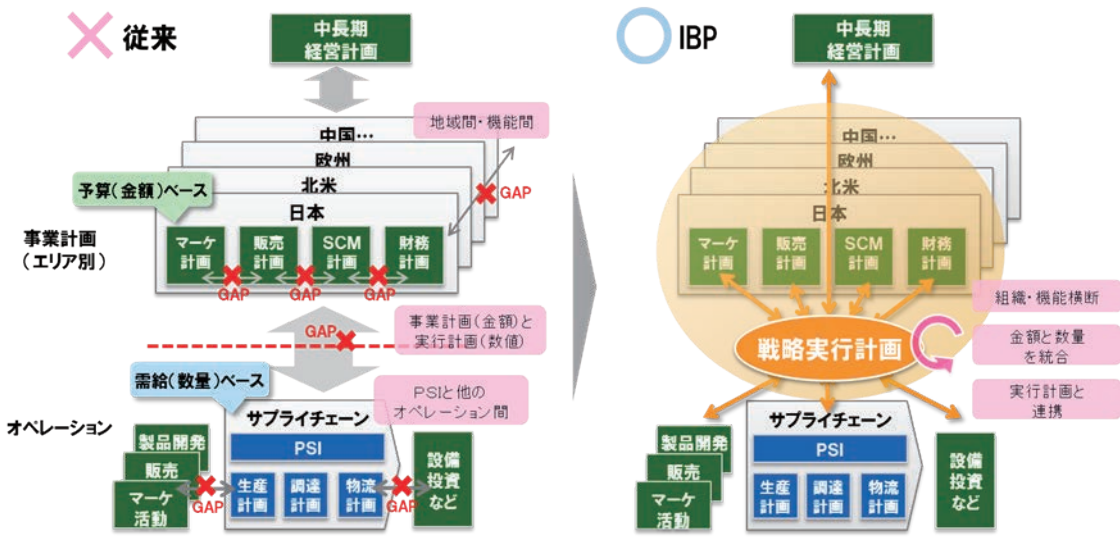 従来
中長期
経営計画
地域間・機能間
中国…
欧州
北米
日本
予算(金額)ベース
GAP
事業計画
(エリア別)
マーケ
計画
販売
計画
SCM
計画
財務
計画
GAP
GAP
GAP
GAP
事業計画(金額)と
実行計画(数値)
需給(数量)ベース
PSIと他の
オペレーション間
オペレーション
サプライチェーン
PSI
製品開発
販売
マーケ
活動
生産
計画
調達
計画
物流
計画
設備
投資
など
GAP
GAP
IBP
中長期
経営計画
中国…
欧州
北米
日本
マーケ
計画
販売
計画
SCM
計画
財務
計画
戦略実行計画
組織・機能横断
金額と数量
を統合
実行計画と
連携
サプライチェーン
PSI
製品開発
販売
マーケ
活動
生産
計画
調達
計画
物流
計画
設備
投資
など